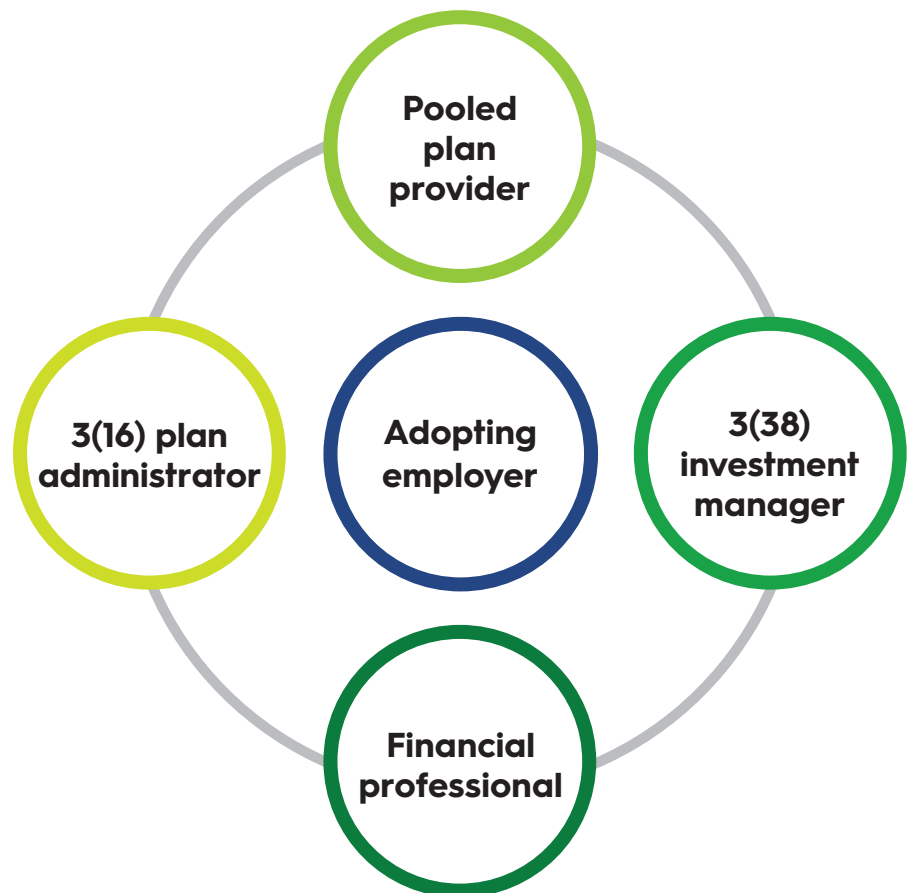 Pooled
plan
provider
3(16) plan
administrator
Adopting
employer
3(38)
investment
manager
Financial
professional